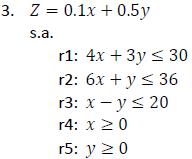 3. Z = 0.1x + 0.5y
s.a.
r1: 4x + 3y ≤ 30
r2: 6x + y ≤ 36
r3: x − y ≤ 20
r4: x ≥ 0
r5: y ≥ 0